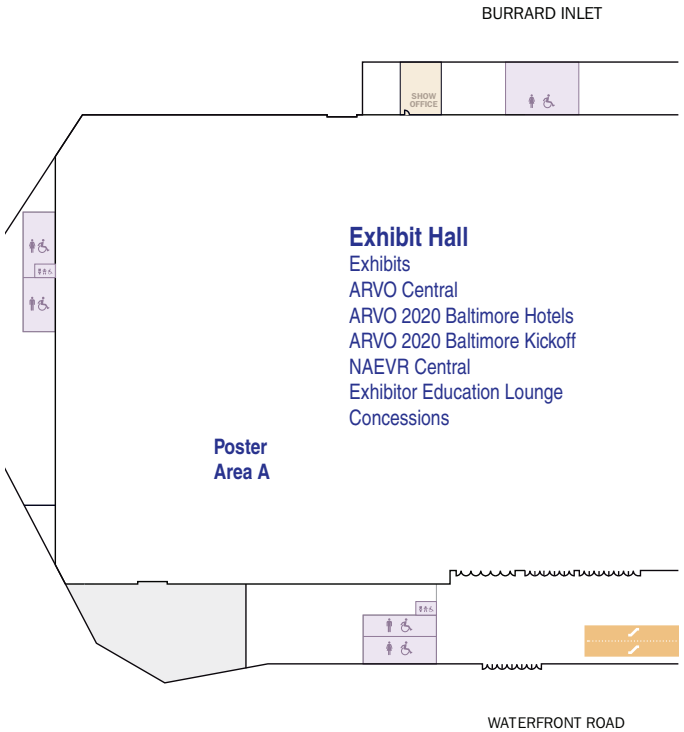 BURRARD INLET
SHOW
OFFICE
Exhibit Hall
Exhibits
ARVO Central
ARVO 2020 Baltimore Hotels
ARVO 2020 Baltimore Kickoff
NAEVR Central
Exhibitor Education Lounge
Concessions
Poster
Area A
WATERFRONT ROAD